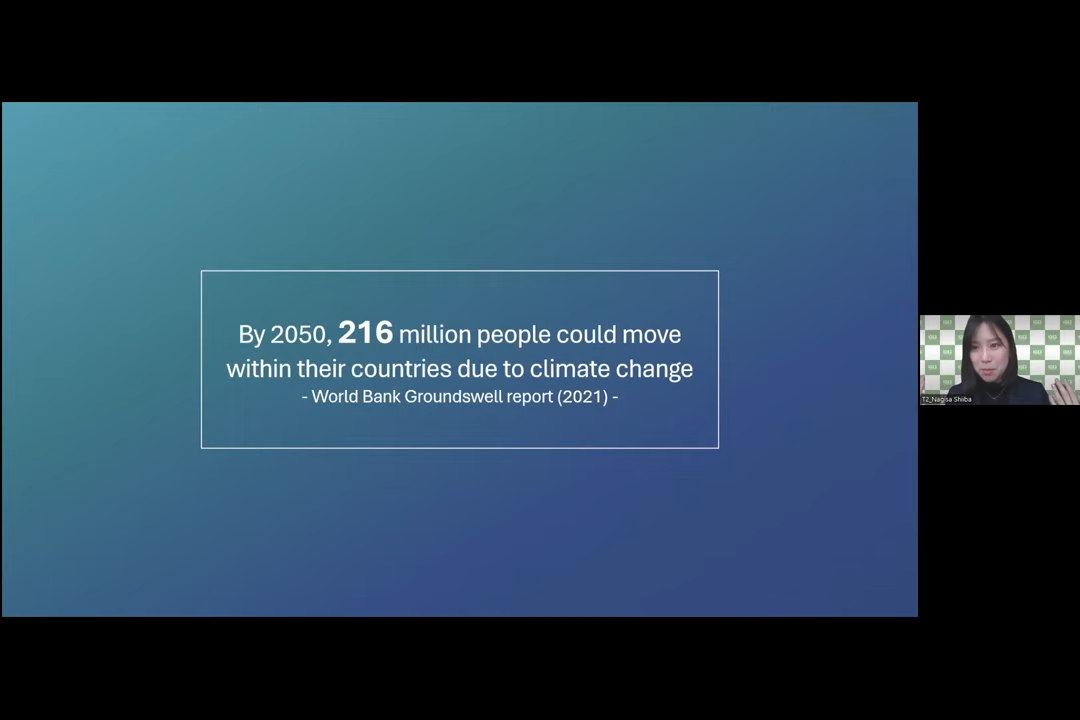 By 2050, 216 million people could move
within their countries due to climate change
- World Bank Groundswell report (2021) -
T2_Nagisa Shiiba